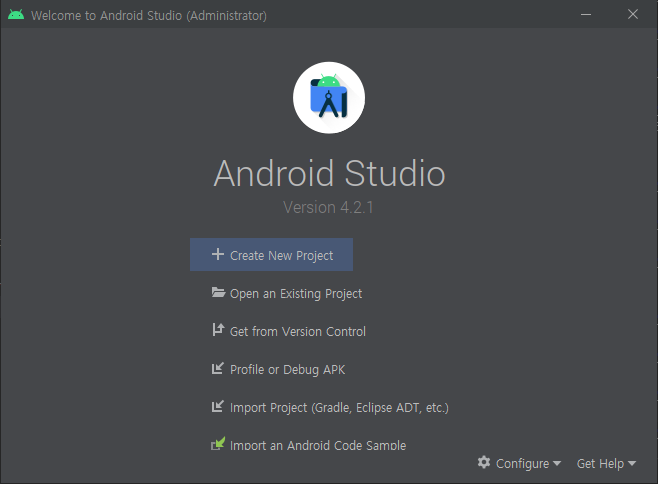 Welcome to Android Studio (Administrator)
Android Studio
Version 4.2.1
Create New Project
Open an Existing Project
Get from Version Control
Profile or Debug APK
Import Project (Gradle, Eclipse ADT, etc.)
Import an Android Code Sample
Configure
Get Help